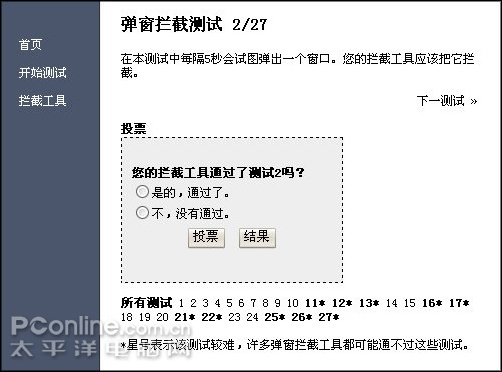 弹窗拦截测试 2/27
首页
开始测试
拦截工具
在本测试中每隔5秒会试图弹出一个窗口。您的拦截工具应该把它拦
截。
下一测试 »
投票
您的拦截工具通过了测试2吗？
是的，通过了。
不，没有通过。
投票 结果
所有测试 1 2 3 4 5 6 7 8 9 10 11* 12* 13* 14 15 16* 17*
18 19 20 21* 22* 23 24 25* 26* 27*
*星号表示该测试较难，许多弹窗拦截工具都可能通不过这些测试。
PConline.com.cn
太平洋电脑网